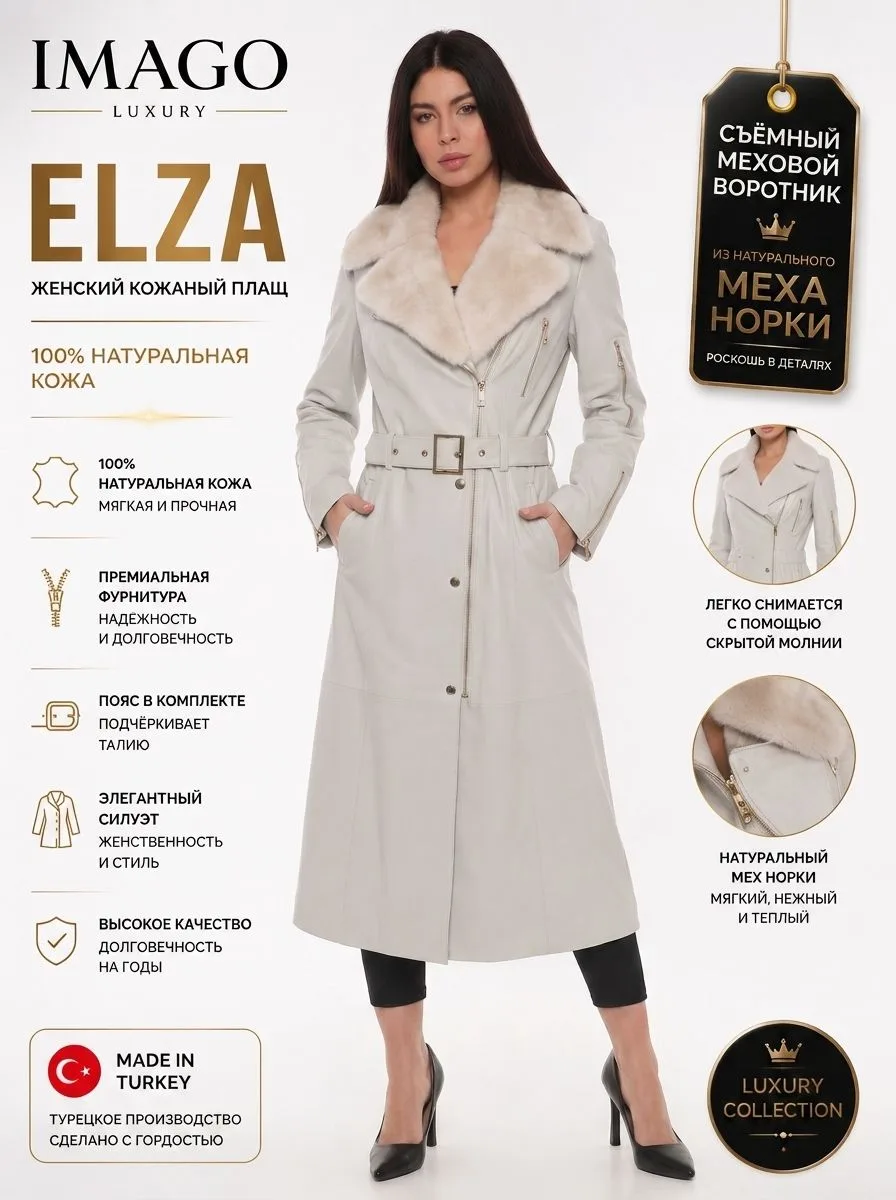 IMAGO
LUXURY
ELZA
ЖЕНСКИЙ КОЖАНЫЙ ПЛАЩ
100% НАТУРАЛЬНАЯ
КОЖА
100%
НАТУРАЛЬНАЯ КОЖА
МЯГКАЯ И ПРОЧНАЯ
ПРЕМИАЛЬНАЯ
ФУРНИТУРА
НАДЁЖНОСТЬ
И ДОЛГОВЕЧНОСТЬ
ПОЯС В КОМПЛЕКТЕ
ПОДЧЁРКИВАЕТ
ТАЛИЮ
ЭЛЕГАНТНЫЙ
СИЛУЭТ
ЖЕНСТВЕННОСТЬ
И СТИЛЬ
ВЫСОКОЕ КАЧЕСТВО
ДОЛГОВЕЧНОСТЬ
НА ГОДЫ
MADE IN
TURKEY
ТУРЕЦКОЕ ПРОИЗВОДСТВО
СДЕЛАНО С ГОРДОСТЬЮ
СЪЁМНЫЙ
МЕХОВОЙ
ВОРОТНИК
ИЗ НАТУРАЛЬНОГО
МЕХА
НОРКИ
РОСКОШЬ В ДЕТАЛЯХ
ЛЕГКО СНИМАЕТСЯ
С ПОМОЩЬЮ
СКРЫТОЙ МОЛНИИ
НАТУРАЛЬНЫЙ
МЕХ НОРКИ
МЯГКИЙ, НЕЖНЫЙ
И ТЕПЛЫЙ
LUXURY
COLLECTION